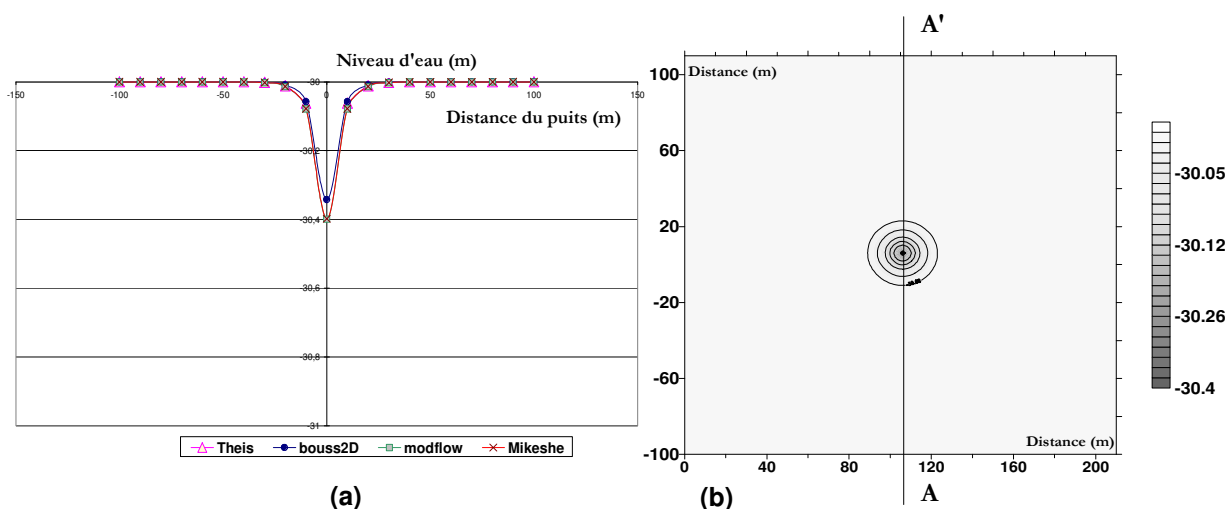 Niveau d'eau (m)
-30
-150 -100 -50 0 50 100 150
Distance du puits (m)
-30,2
-30,4
-30,6
-30,8
-31
Theis bouss2D modflow Mikeshe
(a)
A'
Distance (m)
100
60
20
-20
-60
-100
0 40 80 120 160 200
Distance (m)
A
(b)
-30.05
-30.12
-30.26
-30.4